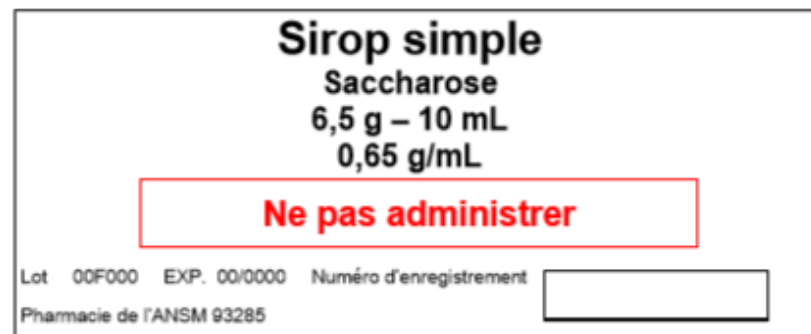 Sirop simple
Saccharose
6,5 g – 10 mL
0,65 g/mL
Ne pas administrer
Lot 00F000 EXP. 00/0000 Numéro d'enregistrement
Pharmacie de l'ANSM 93285